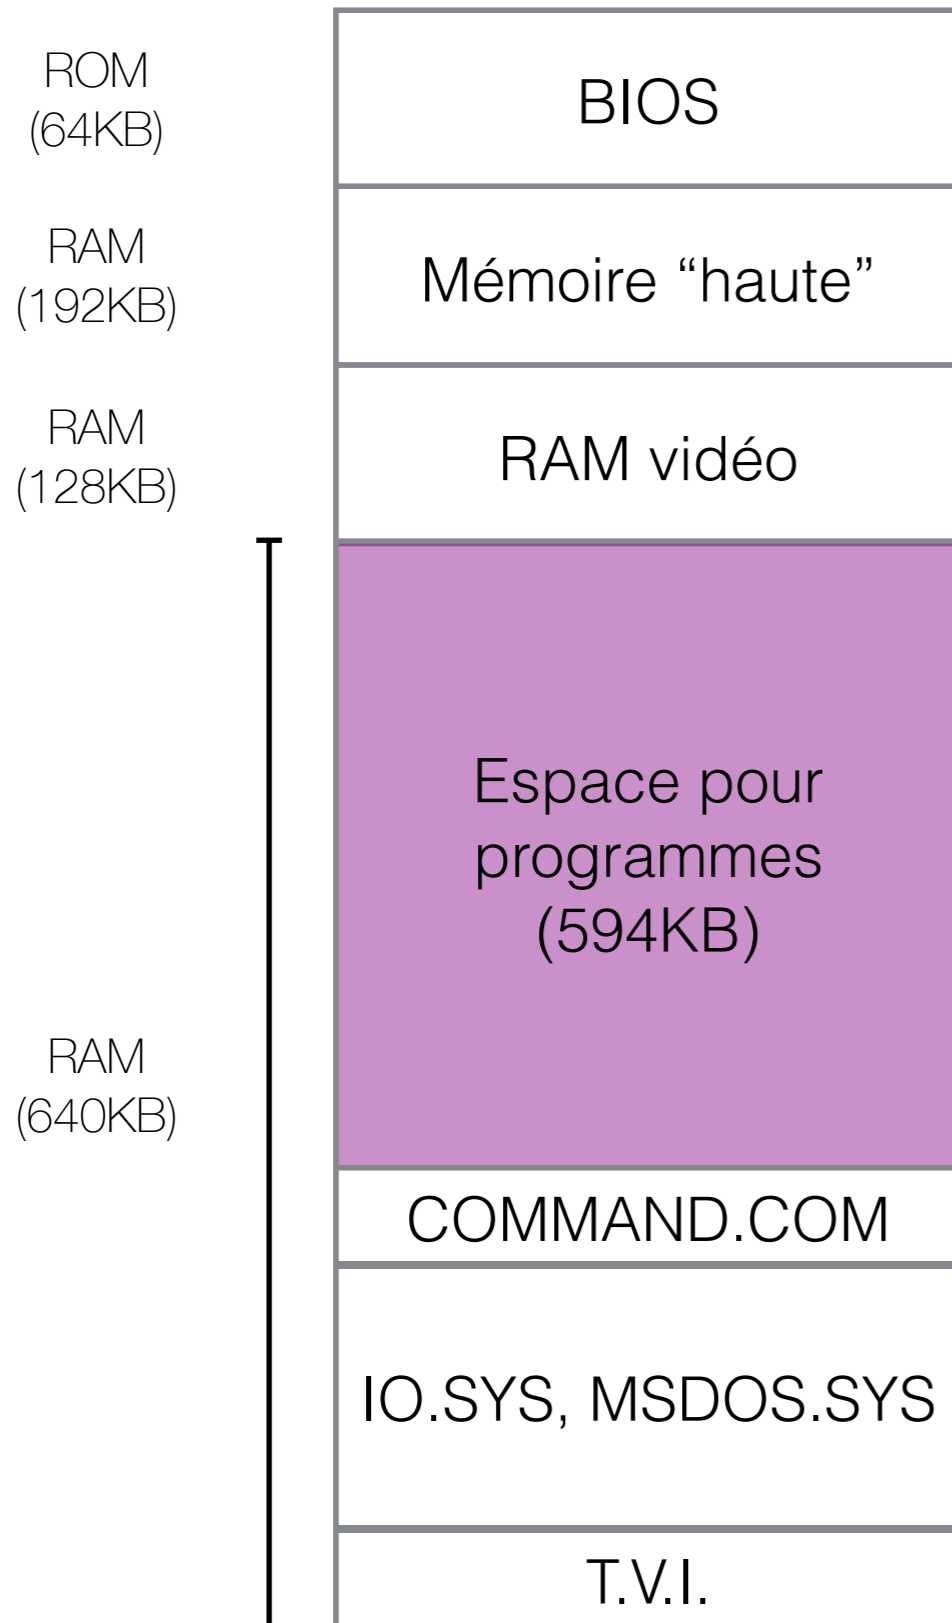 ROM
(64KB)
BIOS
RAM
(192KB)
Mémoire “haute”
RAM
(128KB)
RAM vidéo
Espace pour
programmes
(594KB)
RAM
(640KB)
COMMAND.COM
IO.SYS, MSDOS.SYS
T.V.I.